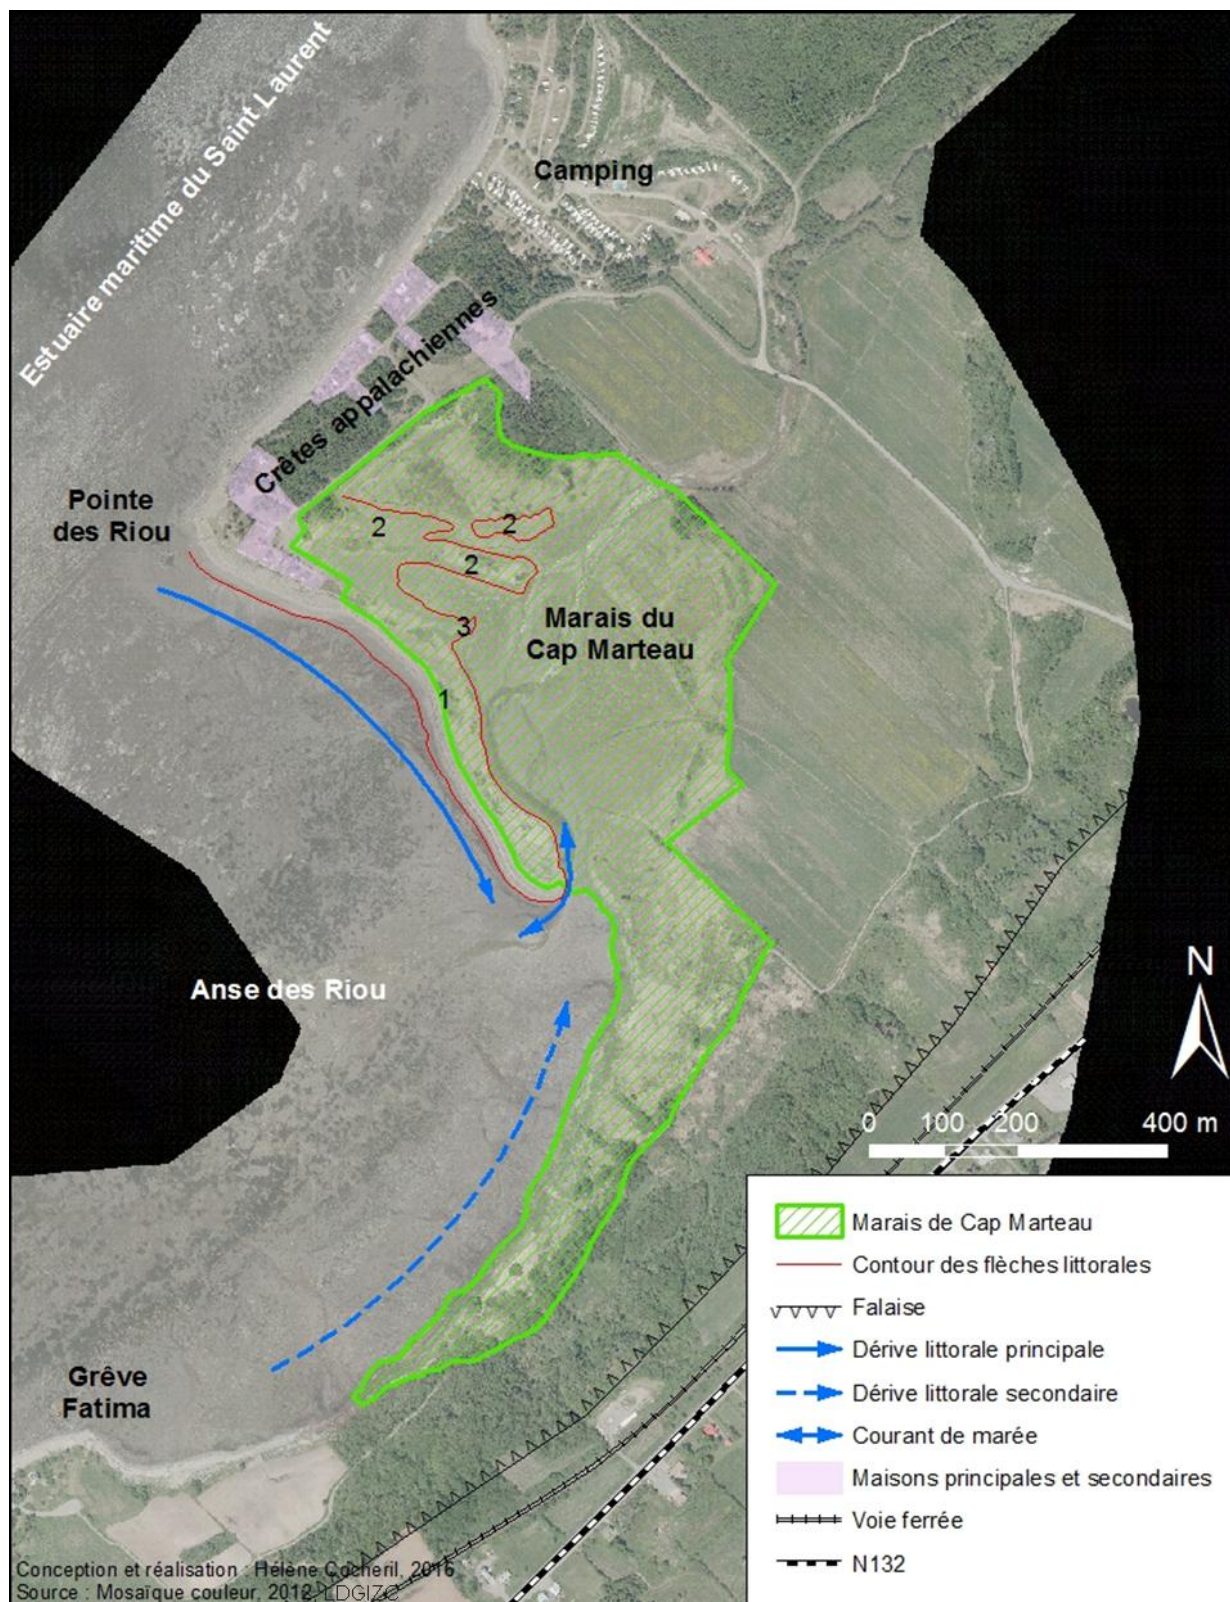 Estuaire maritime du Saint Laurent
Camping
Crêtes appalachiennes
Pointe
des Riou
2
2
2
3
1
Marais du
Cap Marteau
Anse des Riou
N
0 100 200 400 m
Grêve
Fatima
Marais de Cap Marteau
Contour des flèches littorales
Falaise
Dérive littorale principale
Dérive littorale secondaire
Courant de marée
Maisons principales et secondaires
Voie ferrée
N132
Conception et réalisation : Hélène Cocheril, 2016
Source : Mosaïque couleur, 2012, LDGIZC